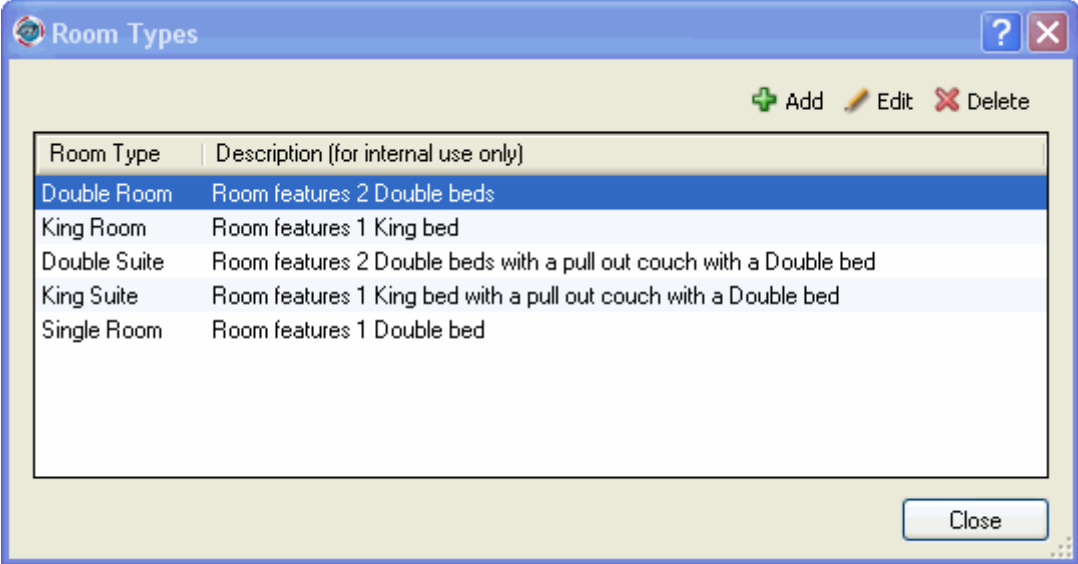 Room Types
Add Edit Delete
Room Type Description (for internal use only)
Double Room Room features 2 Double beds
King Room Room features 1 King bed
Double Suite Room features 2 Double beds with a pull out couch with a Double bed
King Suite Room features 1 King bed with a pull out couch with a Double bed
Single Room Room features 1 Double bed
Close